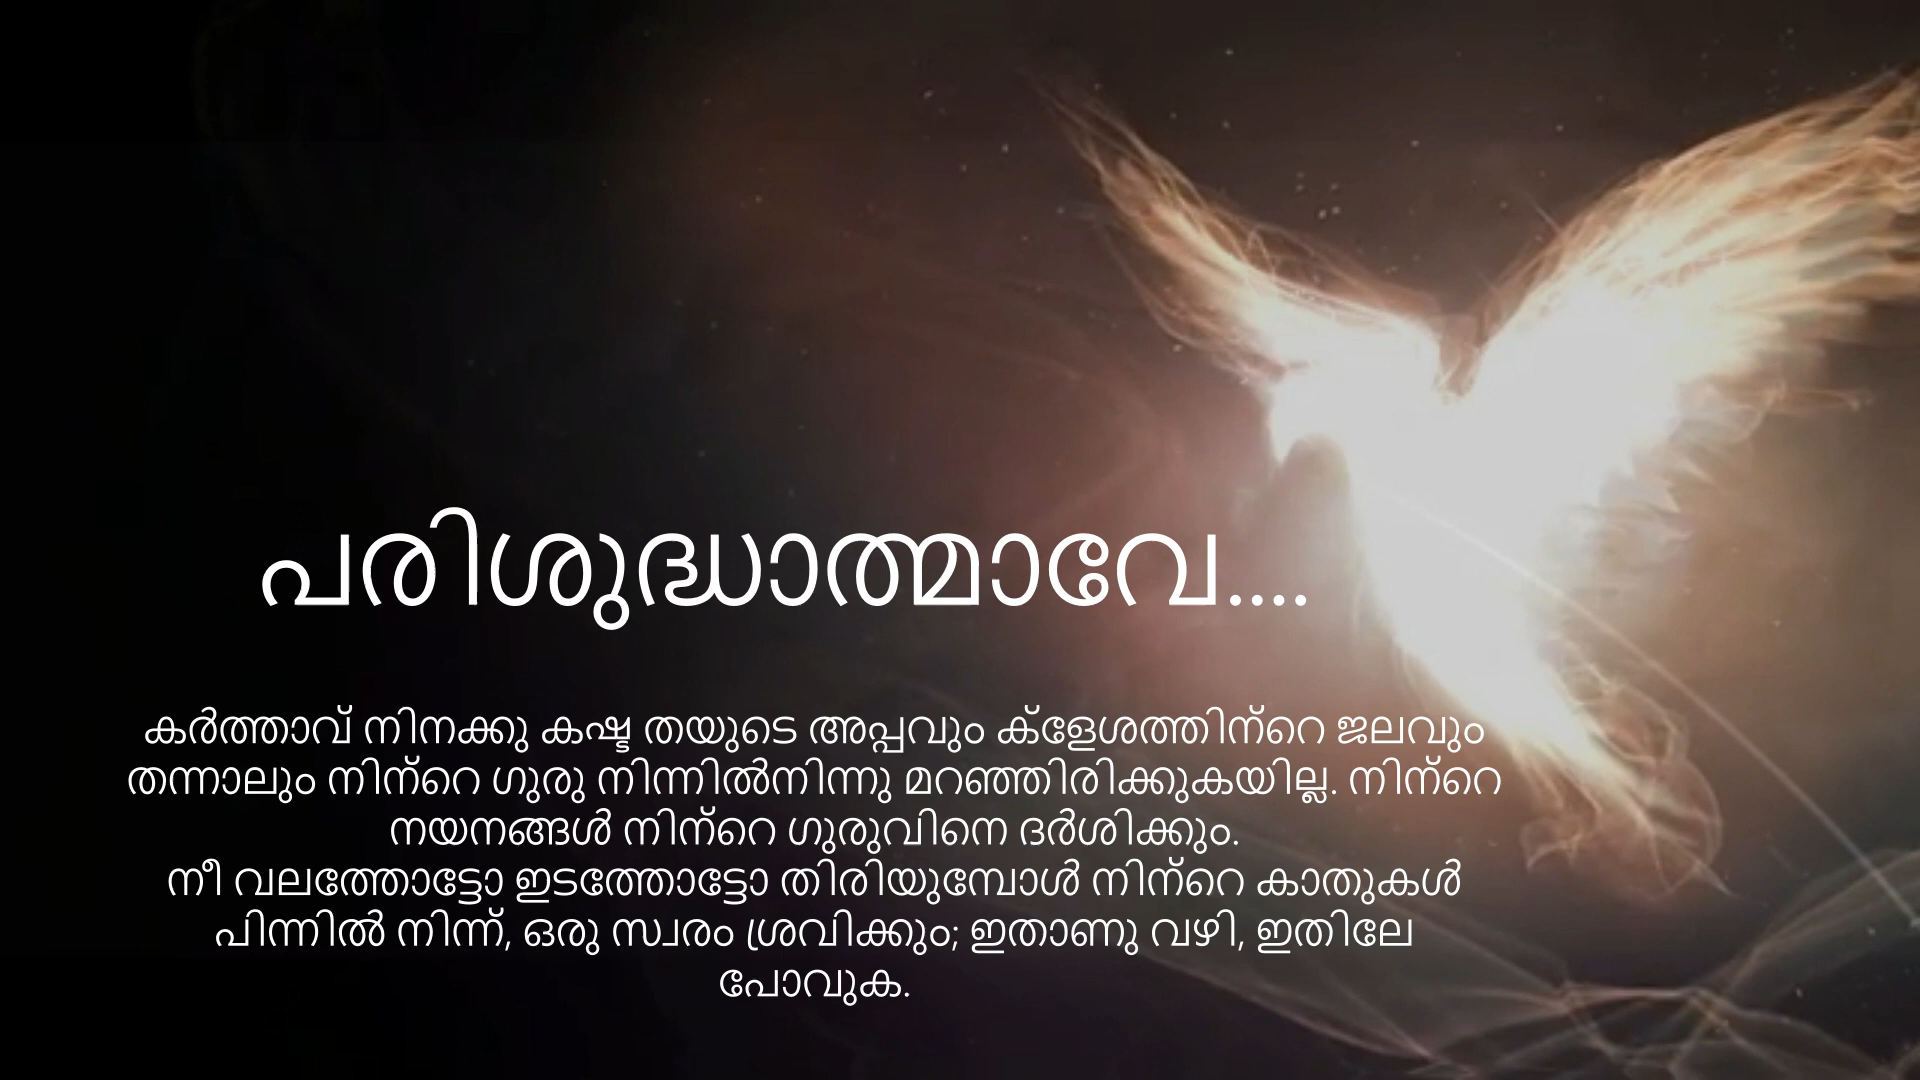 പരിശുദ്ധാത്മാവേ....
കർത്താവ് നിനക്കു കഷ്ട തയുടെ അപ്പവും ക്ളേശത്തിന്റെ ജലവും
തന്നാലും നിന്റെ ഗുരു നിന്നിൽനിന്നു മറഞ്ഞിരിക്കുകയില്ല. നിന്റെ
നയനങ്ങൾ നിന്റെ ഗുരുവിനെ ദർശിക്കും.
നീ വലത്തോട്ടോ ഇടത്തോട്ടോ തിരിയുമ്പോൾ നിന്റെ കാതുകൾ
പിന്നിൽ നിന്ന്, ഒരു സ്വരം ശ്രവിക്കും; ഇതാണു വഴി, ഇതിലേ
പോവുക.